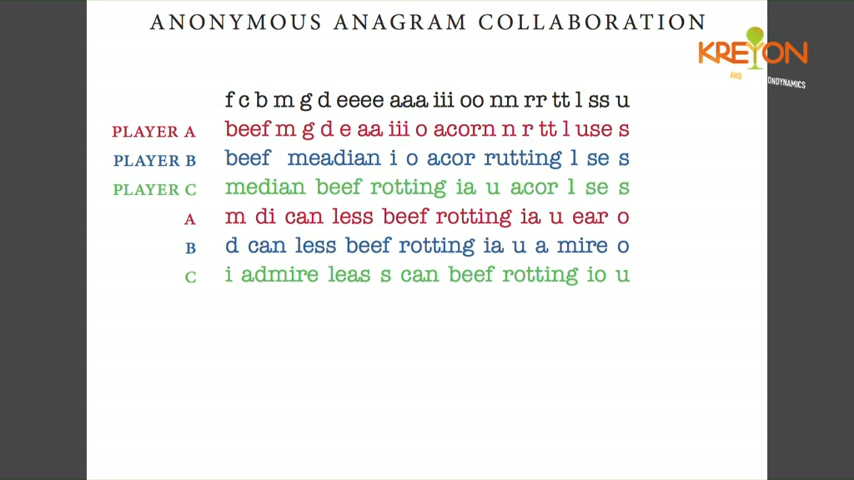 ANONYMOUS ANAGRAM COLLABORATION
KREYON
AND ONDYNAMICS
f c b m g d eeee aaa iii oo nn rr tt l ss u
PLAYER A beef m g d e aa iii o acorn n r tt l use s
PLAYER B beef meadian i o acor rutting l se s
PLAYER C median beef rotting ia u acor l se s
A m di can less beef rotting ia u ear o
B d can less beef rotting ia u a mire o
C i admire leas s can beef rotting io u